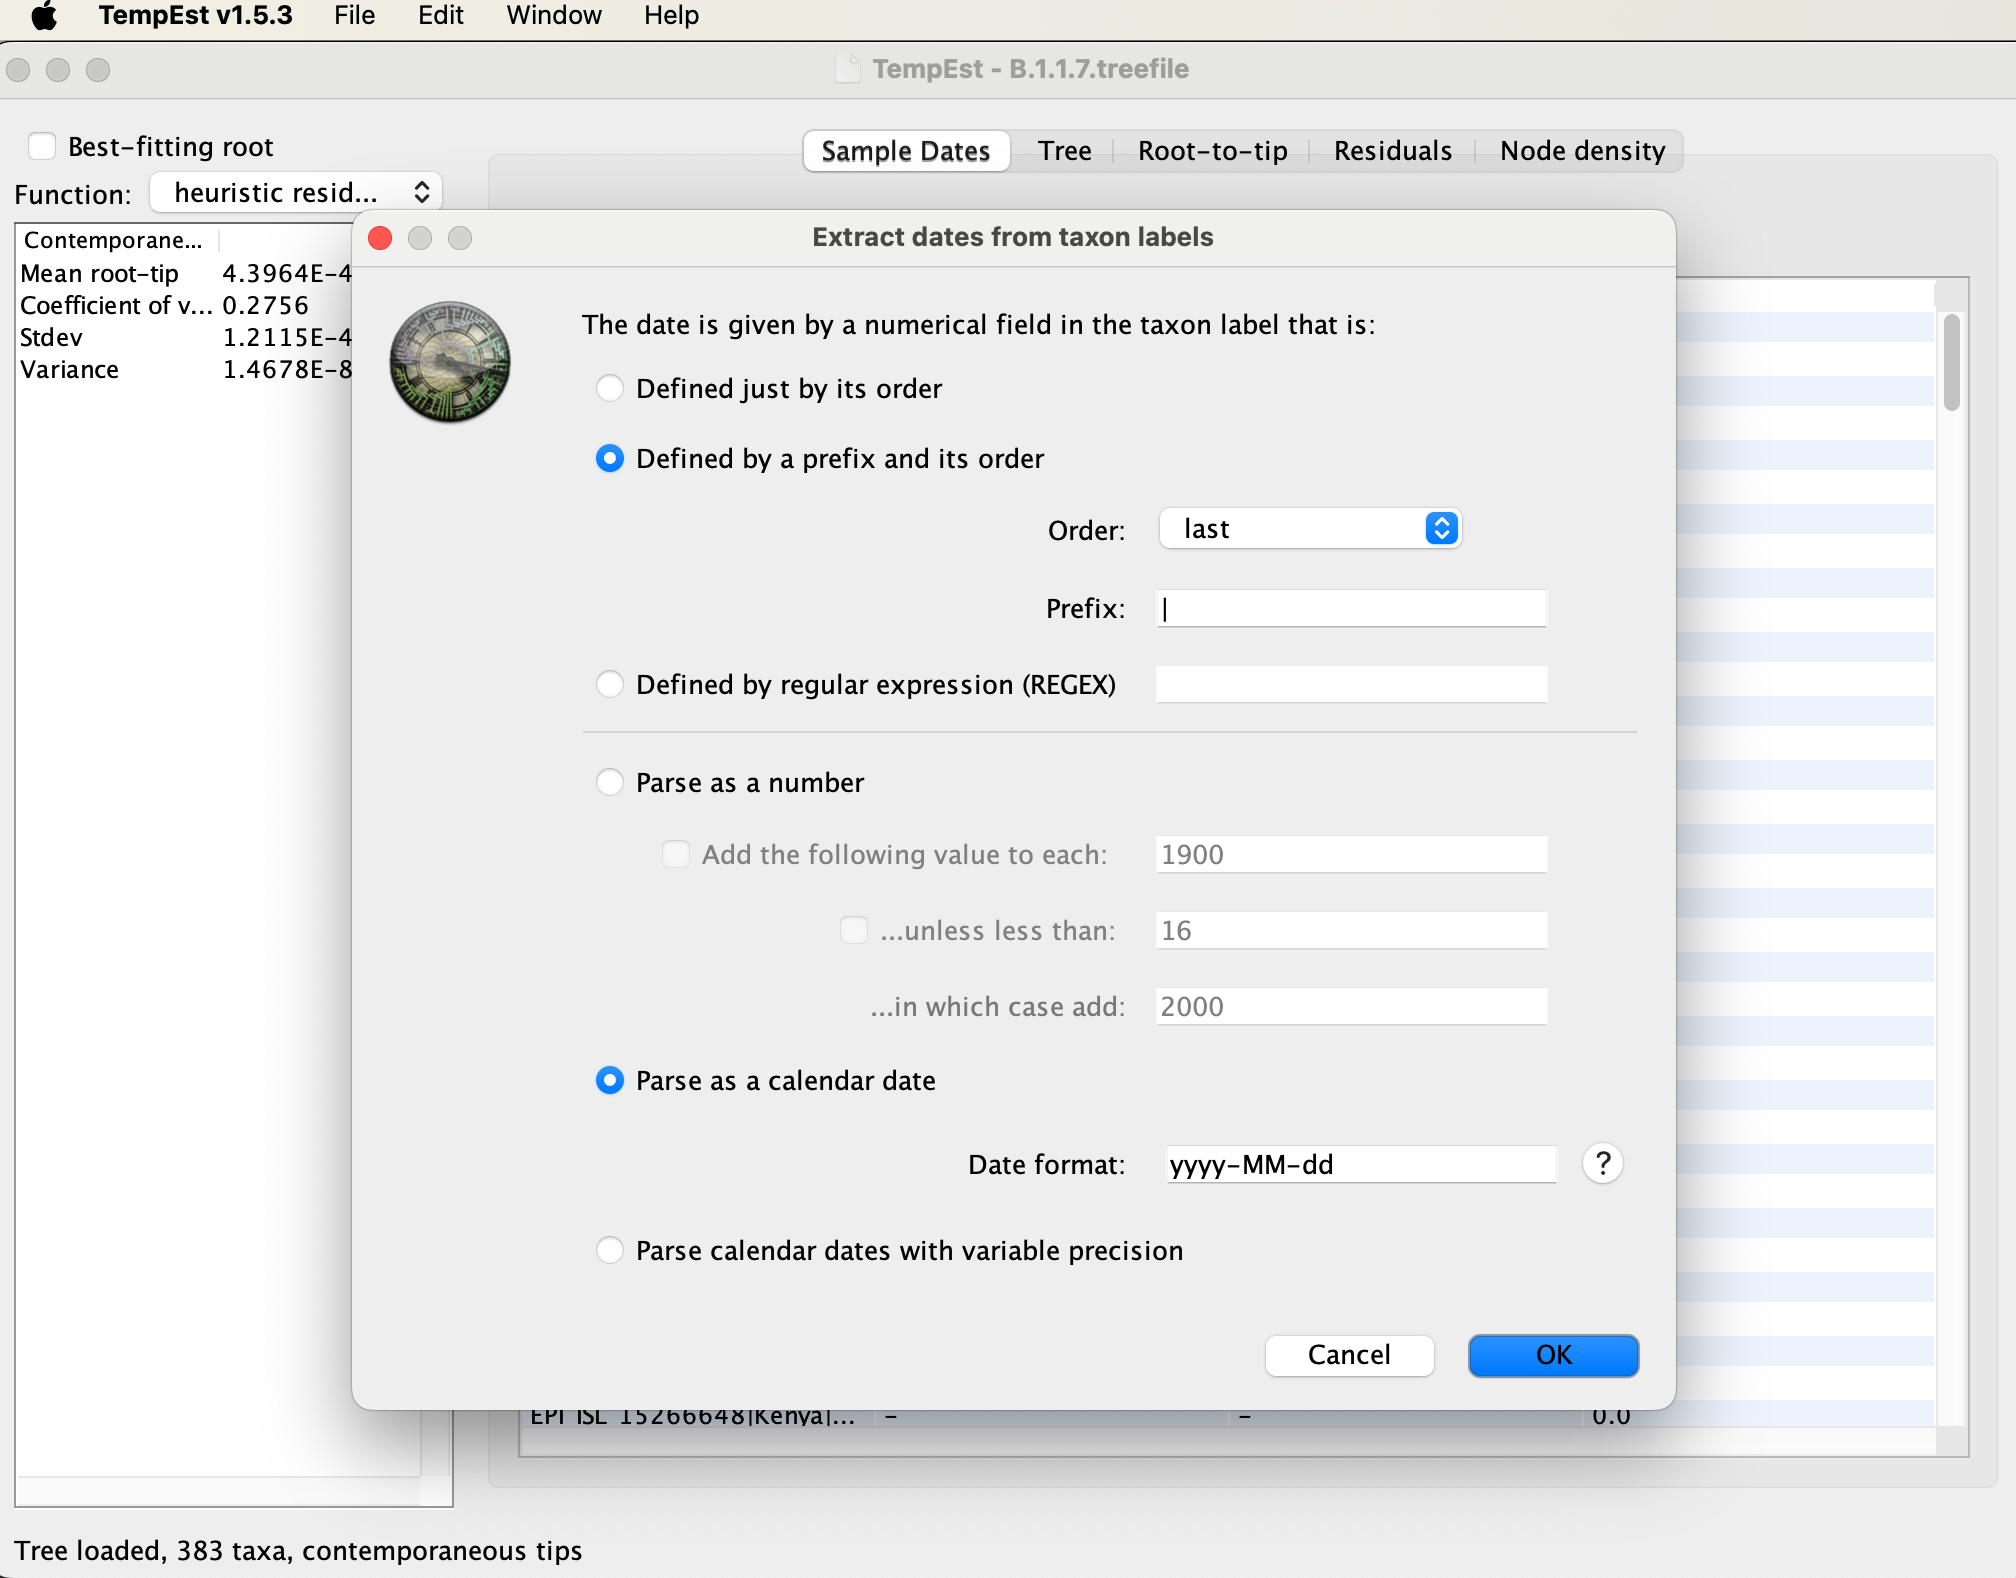 TempEst v1.5.3 File Edit Window Help
TempEst - B.1.1.7.treefile
Best-fitting root
Function: heuristic resid...
Sample Dates Tree Root-to-tip Residuals Node density
Contemporane...
Mean root-tip 4.3964E-4
Coefficient of v... 0.2756
Stdev 1.2115E-4
Variance 1.4678E-8
Extract dates from taxon labels
The date is given by a numerical field in the taxon label that is:
Defined just by its order
Defined by a prefix and its order
Order: last
Prefix: |
Defined by regular expression (REGEX)
Parse as a number
Add the following value to each: 1900
...unless less than: 16
...in which case add: 2000
Parse as a calendar date
Date format: yyyy-MM-dd ?
Parse calendar dates with variable precision
Cancel OK
EPI_ISL_15266648|Kenya|... - - 0.0
Tree loaded, 383 taxa, contemporaneous tips